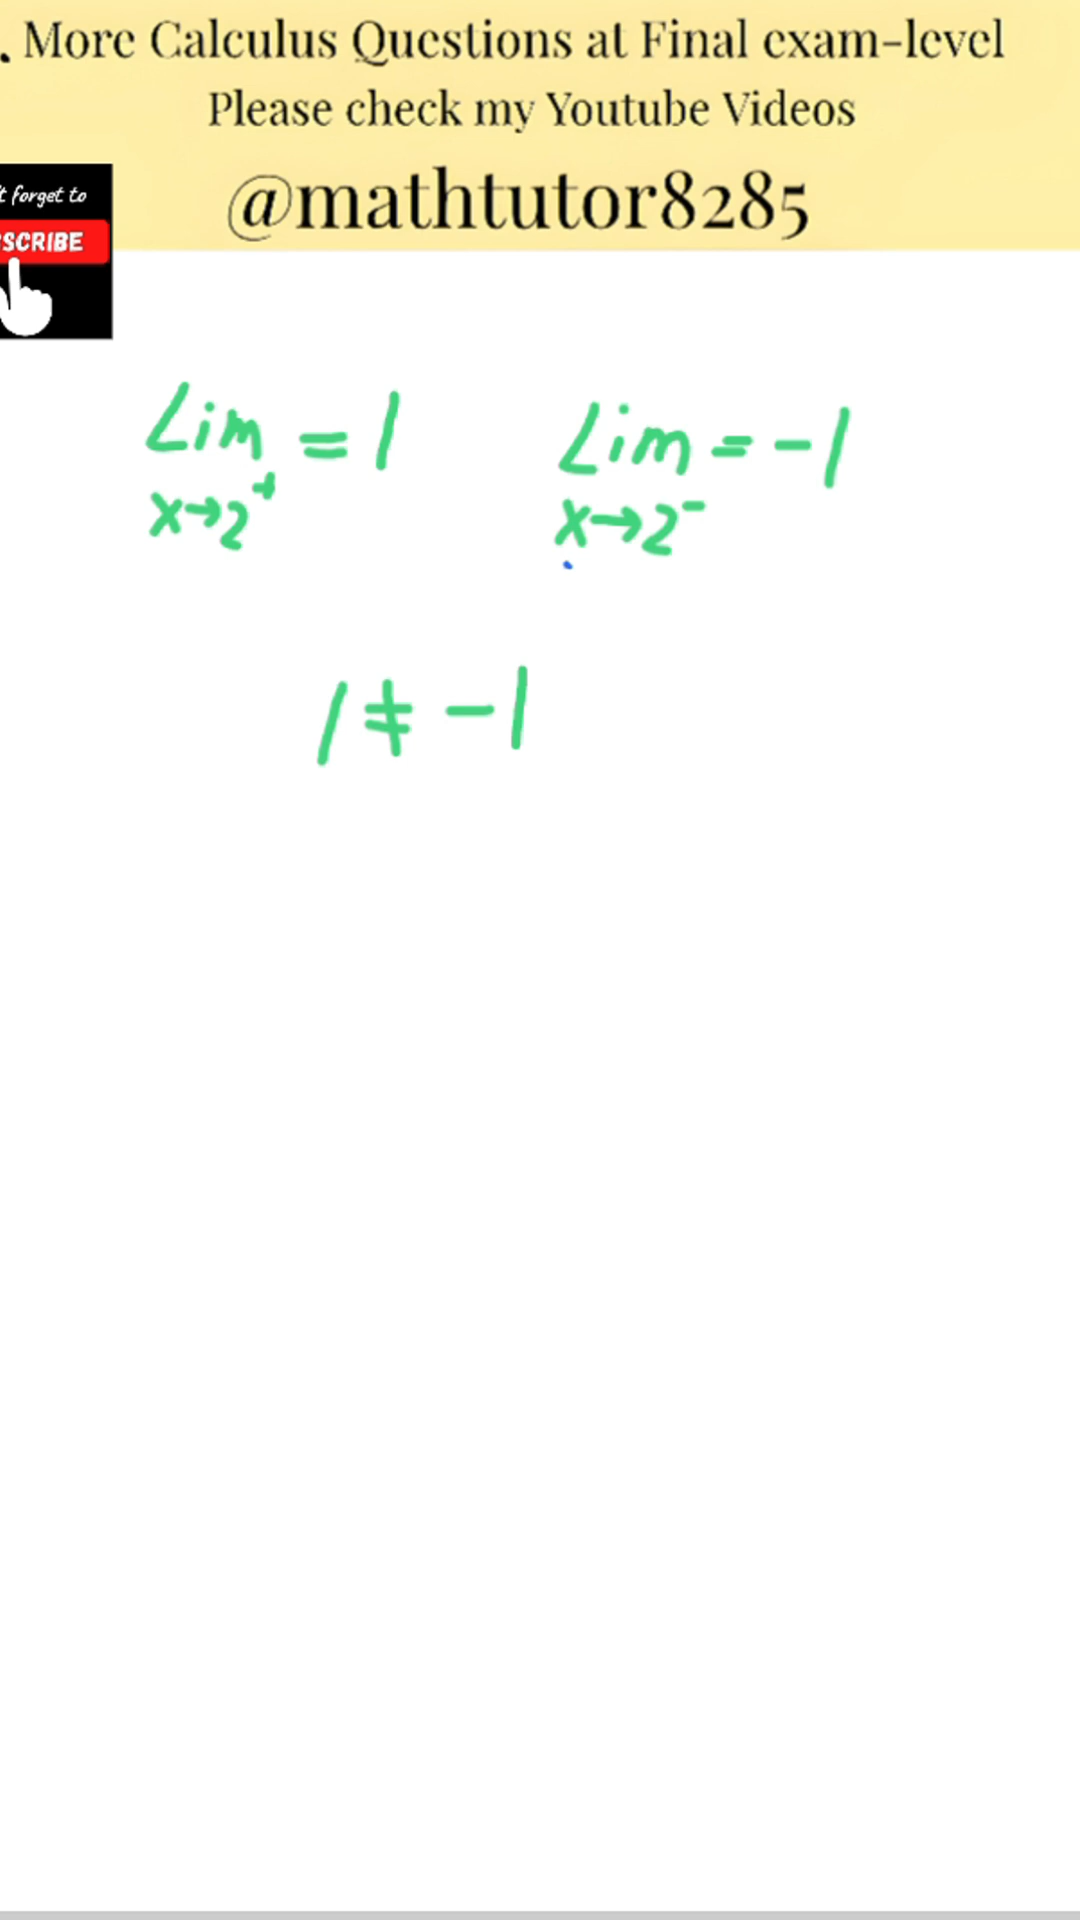 . More Calculus Questions at Final exam-level
Please check my Youtube Videos
@mathtutor8285
't forget to
SCRIBE
Lim = 1 Lim = -1
x→2⁺ x→2⁻
1 ≠ -1